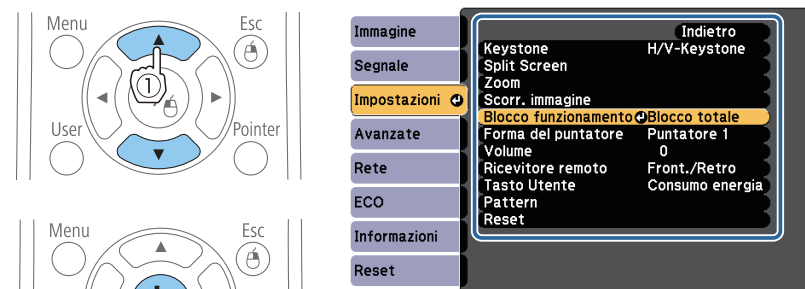 Menu
Esc
1
User
Pointer
Menu
Esc
Immagine
Segnale
Impostazioni
Avanzate
Rete
ECO
Informazioni
Reset
Indietro
Keystone H/V-Keystone
Split Screen
Zoom
Scorr. immagine
Blocco funzionamento Blocco totale
Forma del puntatore Puntatore 1
Volume 0
Ricevitore remoto Front./Retro
Tasto Utente Consumo energia
Pattern
Reset